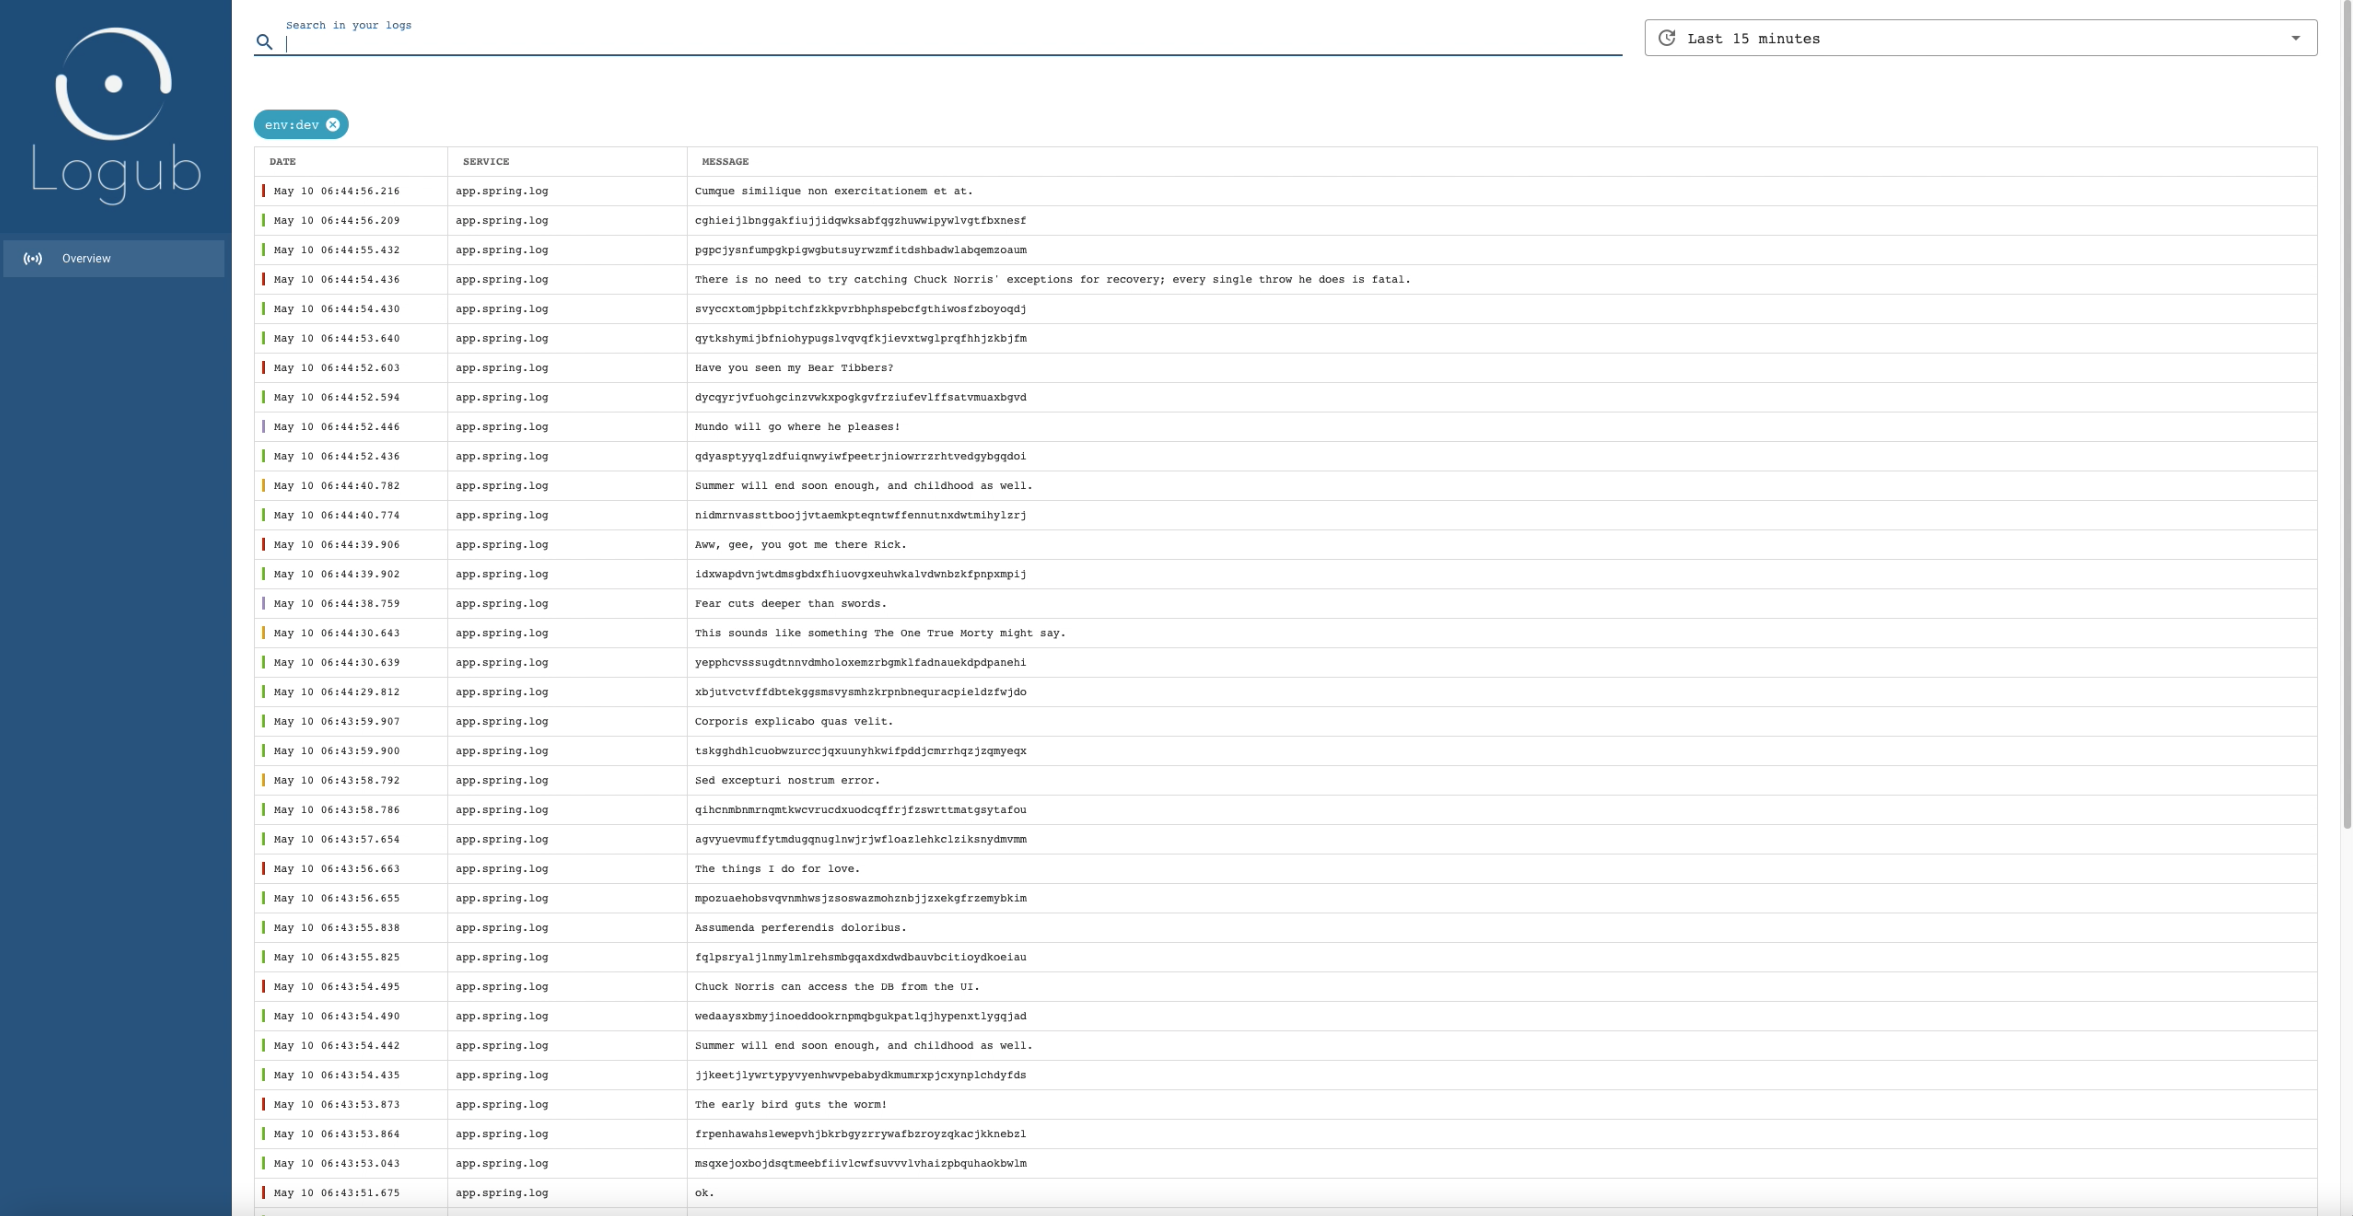 Logub
Overview
Search in your logs
Last 15 minutes
env:dev
DATE SERVICE MESSAGE
May 10 06:44:56.216 app.spring.log Cumque similique non exercitationem et at.
May 10 06:44:56.209 app.spring.log cghieijlbnggakfiujjidqwksabfqgzhuwwipywlvgtfbxnesf
May 10 06:44:55.432 app.spring.log pgpcjysnfumpgkpigwgbutsuyrwzmfitdshbadwlabqemzoaum
May 10 06:44:54.436 app.spring.log There is no need to try catching Chuck Norris' exceptions for recovery; every single throw he does is fatal.
May 10 06:44:54.430 app.spring.log svyccxtomjpbpitchfzkkpvrbhphspebcfgthiwosfzboyoqdj
May 10 06:44:53.640 app.spring.log qytkshymijbfniohypugslvqvqfkjievxtwglprqfhhjzkbjfm
May 10 06:44:52.603 app.spring.log Have you seen my Bear Tibbers?
May 10 06:44:52.594 app.spring.log dycqyrjvfuohgcinzvwkxpogkgvfrziufevlffsatvmuaxbgvd
May 10 06:44:52.446 app.spring.log Mundo will go where he pleases!
May 10 06:44:52.436 app.spring.log qdyasptyyqlzdfuiqnwyiwfpeetrjniowrrzrhtvedgybgqdoi
May 10 06:44:40.782 app.spring.log Summer will end soon enough, and childhood as well.
May 10 06:44:40.774 app.spring.log nidmrnvassttboojjvtaemkpteqntwffennutnxdwtmihylzrj
May 10 06:44:39.906 app.spring.log Aww, gee, you got me there Rick.
May 10 06:44:39.902 app.spring.log idxwapdvnjwtdmsgbdxfhiuovgxeuhwkalvdwnbzkfpnpxmpij
May 10 06:44:38.759 app.spring.log Fear cuts deeper than swords.
May 10 06:44:30.643 app.spring.log This sounds like something The One True Morty might say.
May 10 06:44:30.639 app.spring.log yepphcvsssugdtnnvdmholoxemzrbgmklfadnauekdpdpanehi
May 10 06:44:29.812 app.spring.log xbjutvctvffdbtekggsmsvysmhzkrpnbnequracpieldzfwjdo
May 10 06:43:59.907 app.spring.log Corporis explicabo quas velit.
May 10 06:43:59.900 app.spring.log tskgghdhlcuobwzurccjqxuunyhkwifpddjcmrrhqzjzqmyeqx
May 10 06:43:58.792 app.spring.log Sed excepturi nostrum error.
May 10 06:43:58.786 app.spring.log qihcnmbnmrnqmtkwcvrucdxuodcqffrjfzswrttmatgsytafou
May 10 06:43:57.654 app.spring.log agvyuevmuffytmdugqnuglnwjrjwfloazlehkclziksnydmvmm
May 10 06:43:56.663 app.spring.log The things I do for love.
May 10 06:43:56.655 app.spring.log mpozuaehobsvqvnmhwsjzsoswazmohznbjjzxekgfrzemybkim
May 10 06:43:55.838 app.spring.log Assumenda perferendis doloribus.
May 10 06:43:55.825 app.spring.log fqlpsryaljlnmylmlrehsmbgqaxdxdwdbauvbcitioydkoeiau
May 10 06:43:54.495 app.spring.log Chuck Norris can access the DB from the UI.
May 10 06:43:54.490 app.spring.log wedaaysxbmyjinoeddookrnpmqbgukpatlqjhypenxtlygqjad
May 10 06:43:54.442 app.spring.log Summer will end soon enough, and childhood as well.
May 10 06:43:54.435 app.spring.log jjkeetjlywrtypyvyenhwvpebabydkmumrxpjcxynplchdyfds
May 10 06:43:53.873 app.spring.log The early bird guts the worm!
May 10 06:43:53.864 app.spring.log frpenhawahslewepvhjbkrbgyzrrywafbzroyzqkacjkknebzl
May 10 06:43:53.043 app.spring.log msqxejoxbojdsqtmeebfiivlcwfsuvvvlvhaizpbquhaokbwlm
May 10 06:43:51.675 app.spring.log ok.